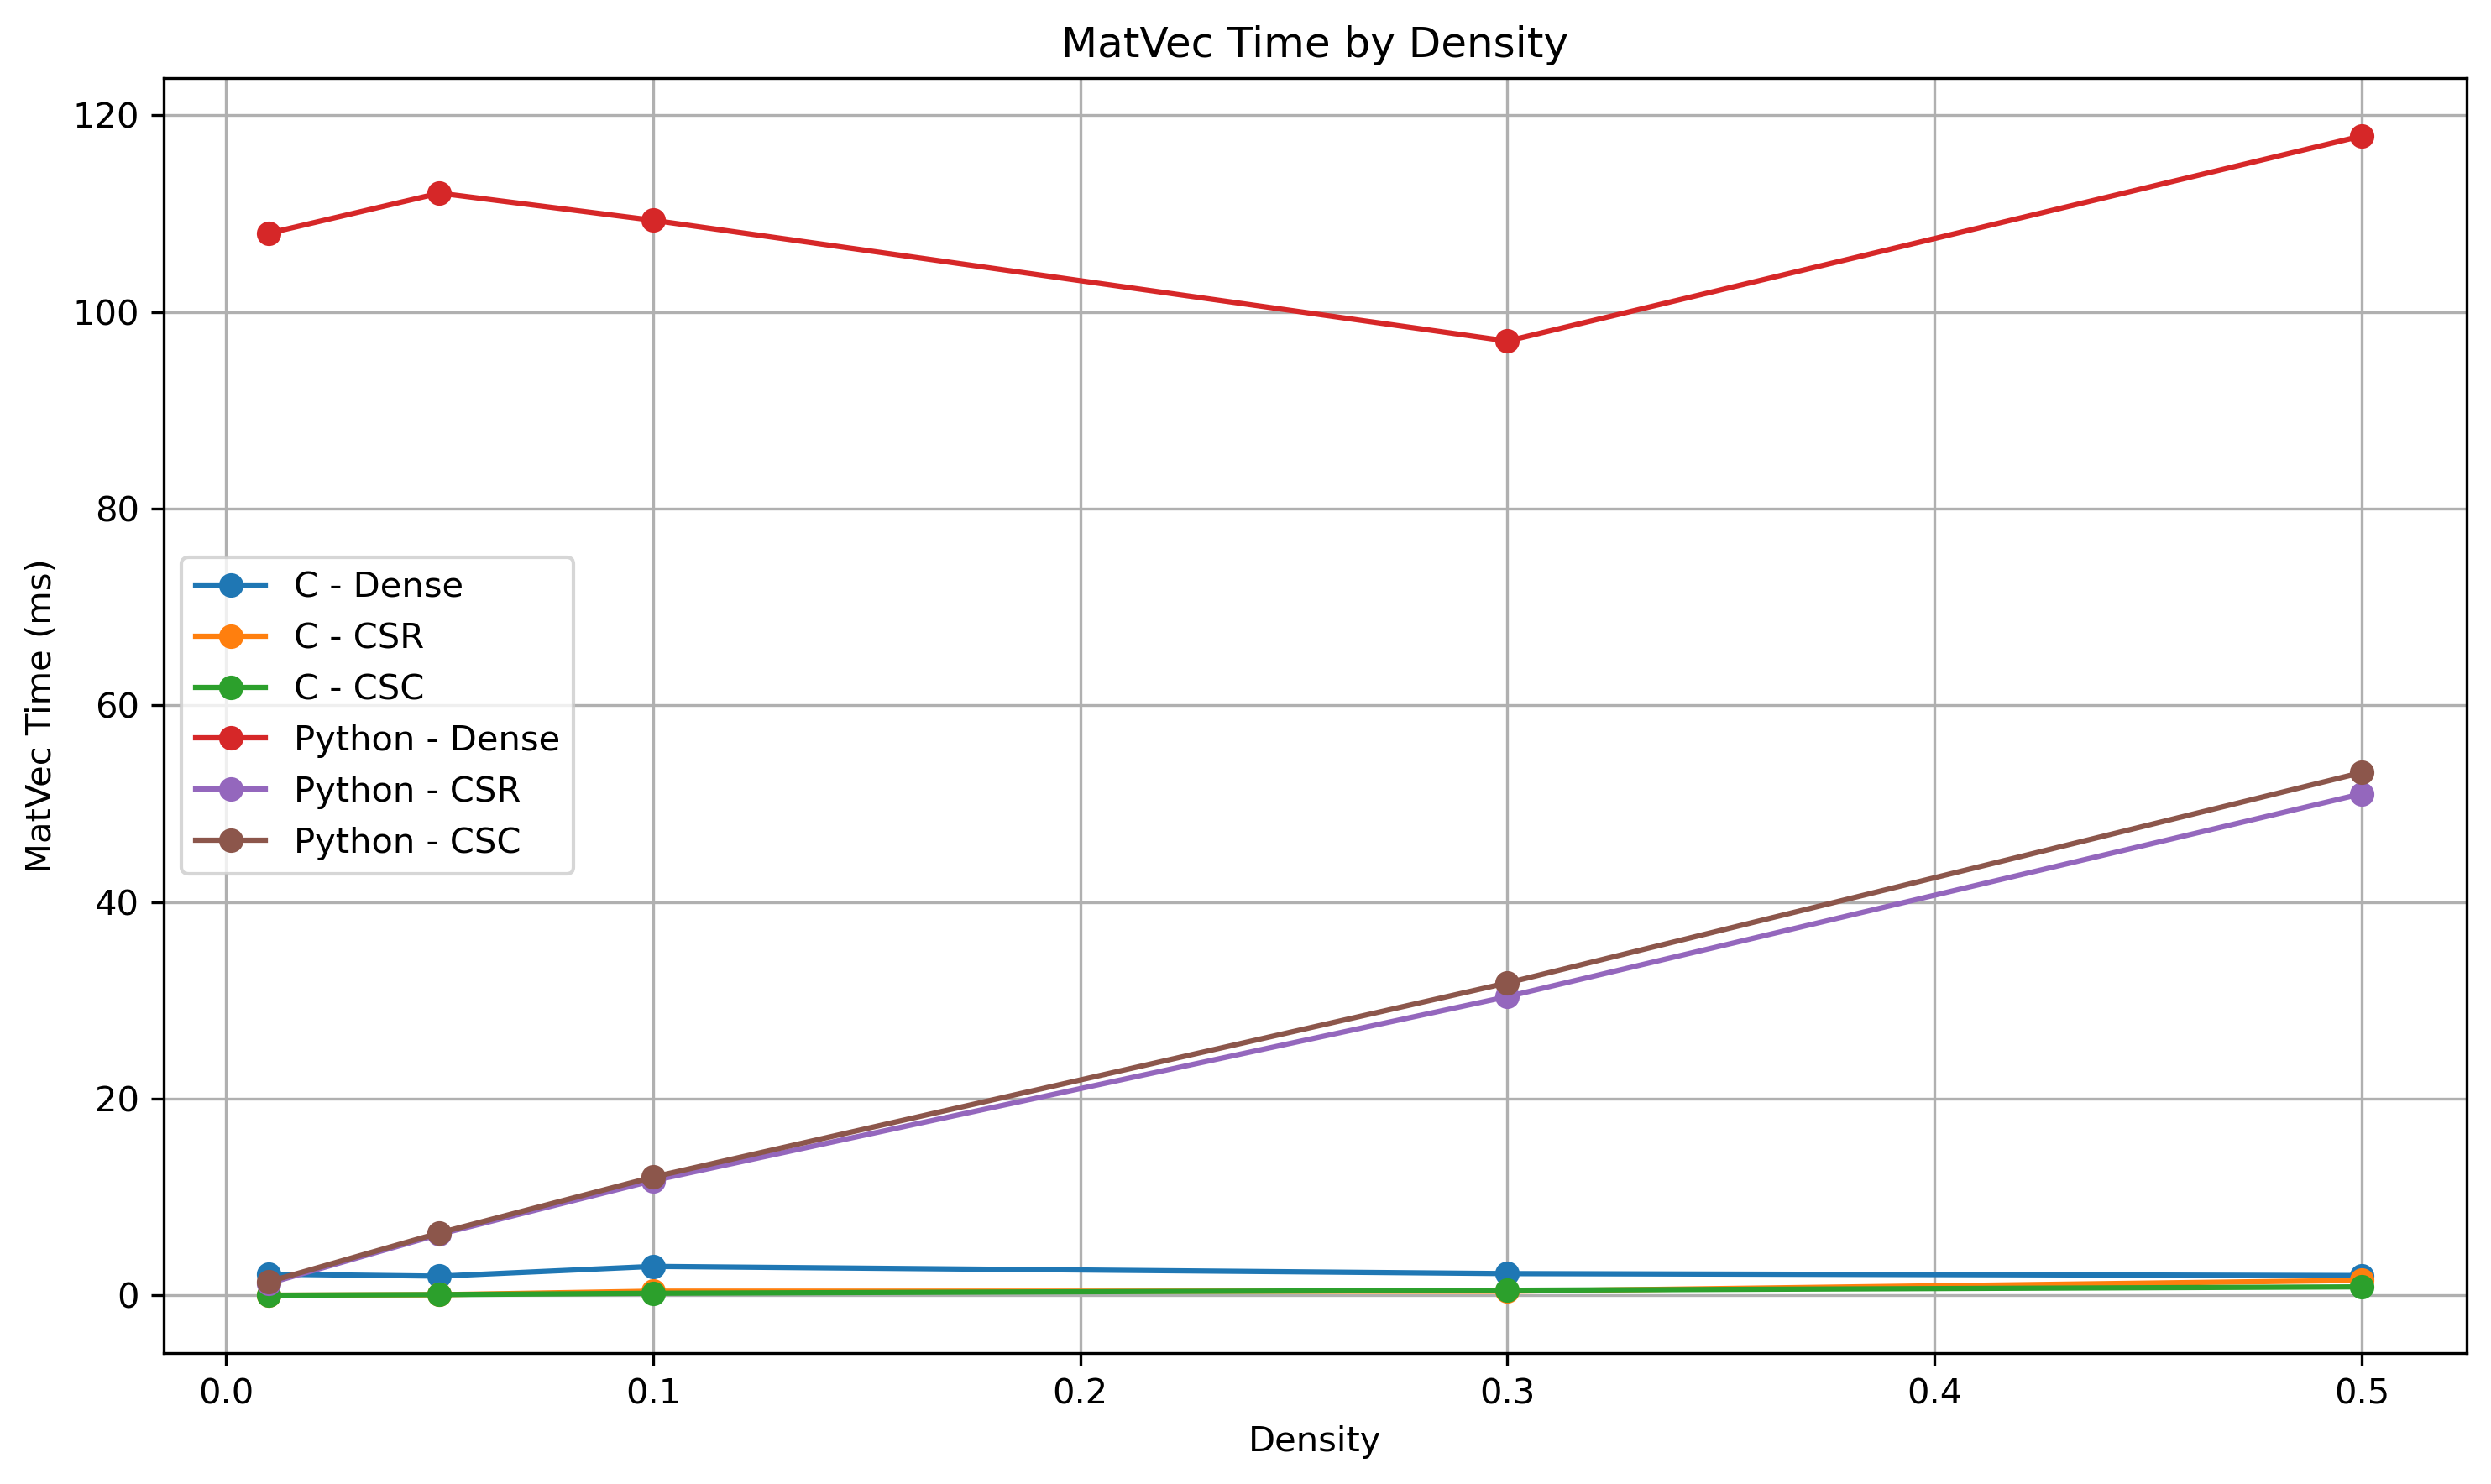 MatVec Time by Density
MatVec Time (ms)
120
100
80
60
40
20
0
C - Dense
C - CSR
C - CSC
Python - Dense
Python - CSR
Python - CSC
0.0 0.1 0.2 0.3 0.4 0.5
Density